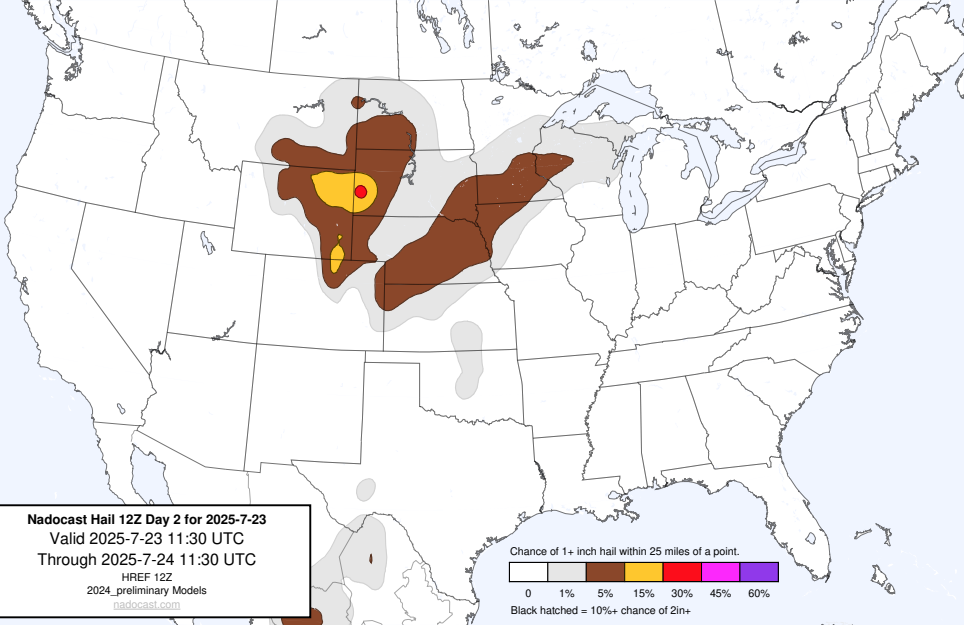 Nadocast Hail 12Z Day 2 for 2025-7-23
Valid 2025-7-23 11:30 UTC
Through 2025-7-24 11:30 UTC
HREF 12Z
2024_preliminary Models
nadocast.com
Chance of 1+ inch hail within 25 miles of a point.
0 1% 5% 15% 30% 45% 60%
Black hatched = 10%+ chance of 2in+